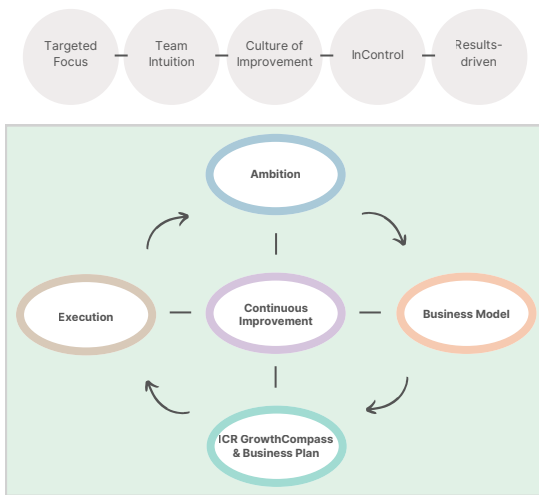 Targeted
Focus
Team
Intuition
Culture of
Improvement
InControl
Results-
driven
Ambition
Execution
Continuous
Improvement
Business Model
ICR GrowthCompass
& Business Plan